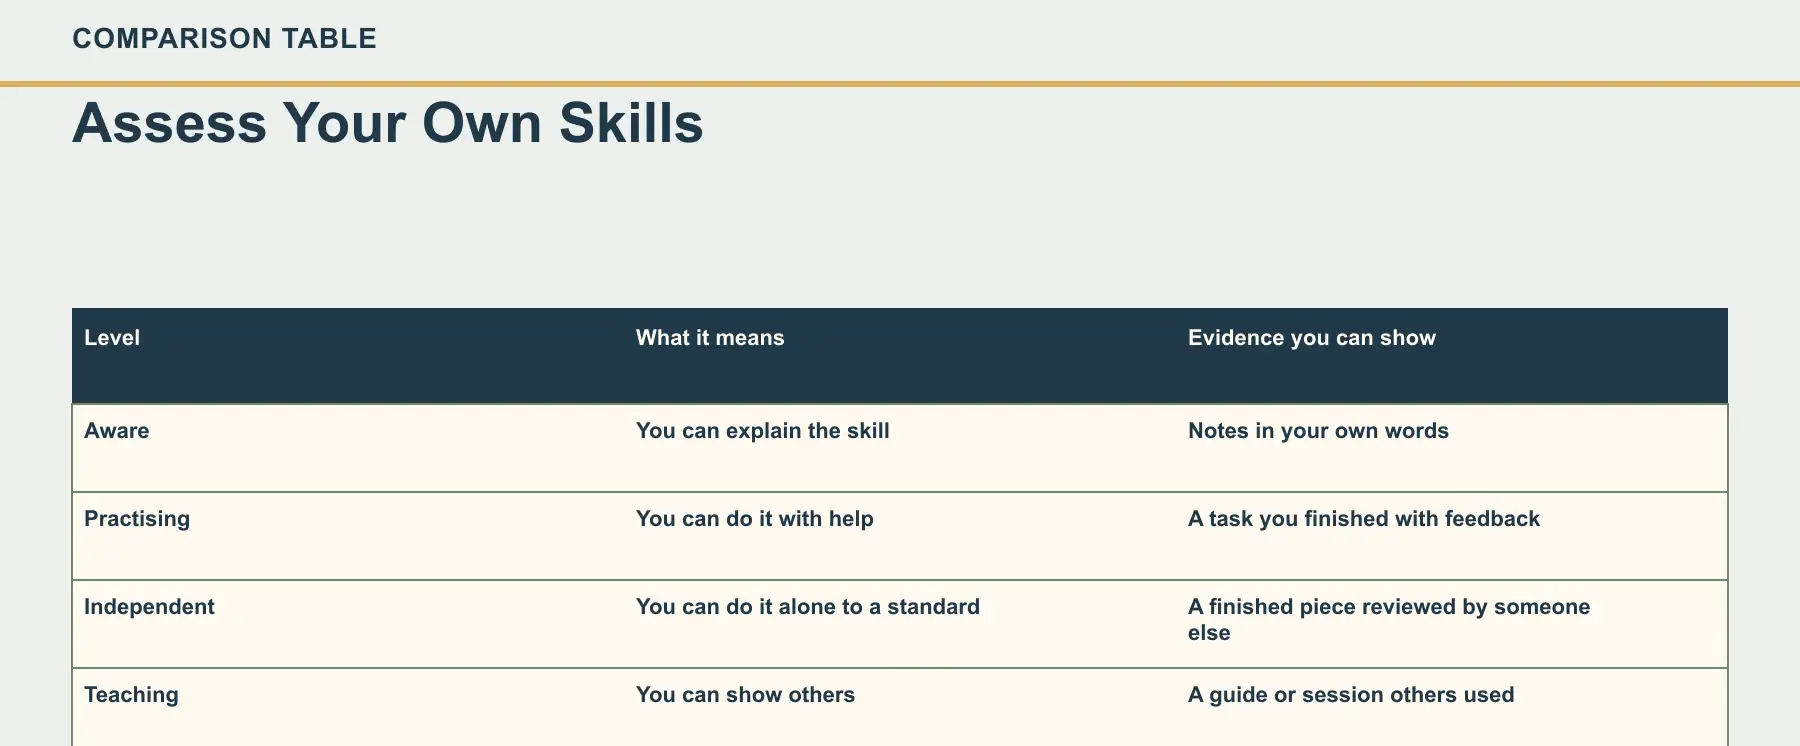 COMPARISON TABLE
Assess Your Own Skills
Level What it means Evidence you can show
Aware You can explain the skill Notes in your own words
Practising You can do it with help A task you finished with feedback
Independent You can do it alone to a standard A finished piece reviewed by someone
else
Teaching You can show others A guide or session others used